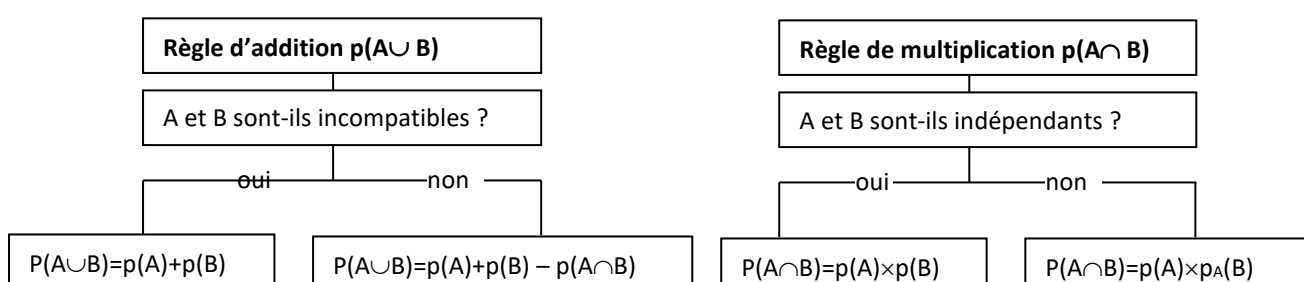 Règle d’addition p(A∪ B)
A et B sont-ils incompatibles ?
oui
non
P(A∪B)=p(A)+p(B)
P(A∪B)=p(A)+p(B) – p(A∩B)
Règle de multiplication p(A∩ B)
A et B sont-ils indépendants ?
oui
non
P(A∩B)=p(A)×p(B)
P(A∩B)=p(A)×pA(B)